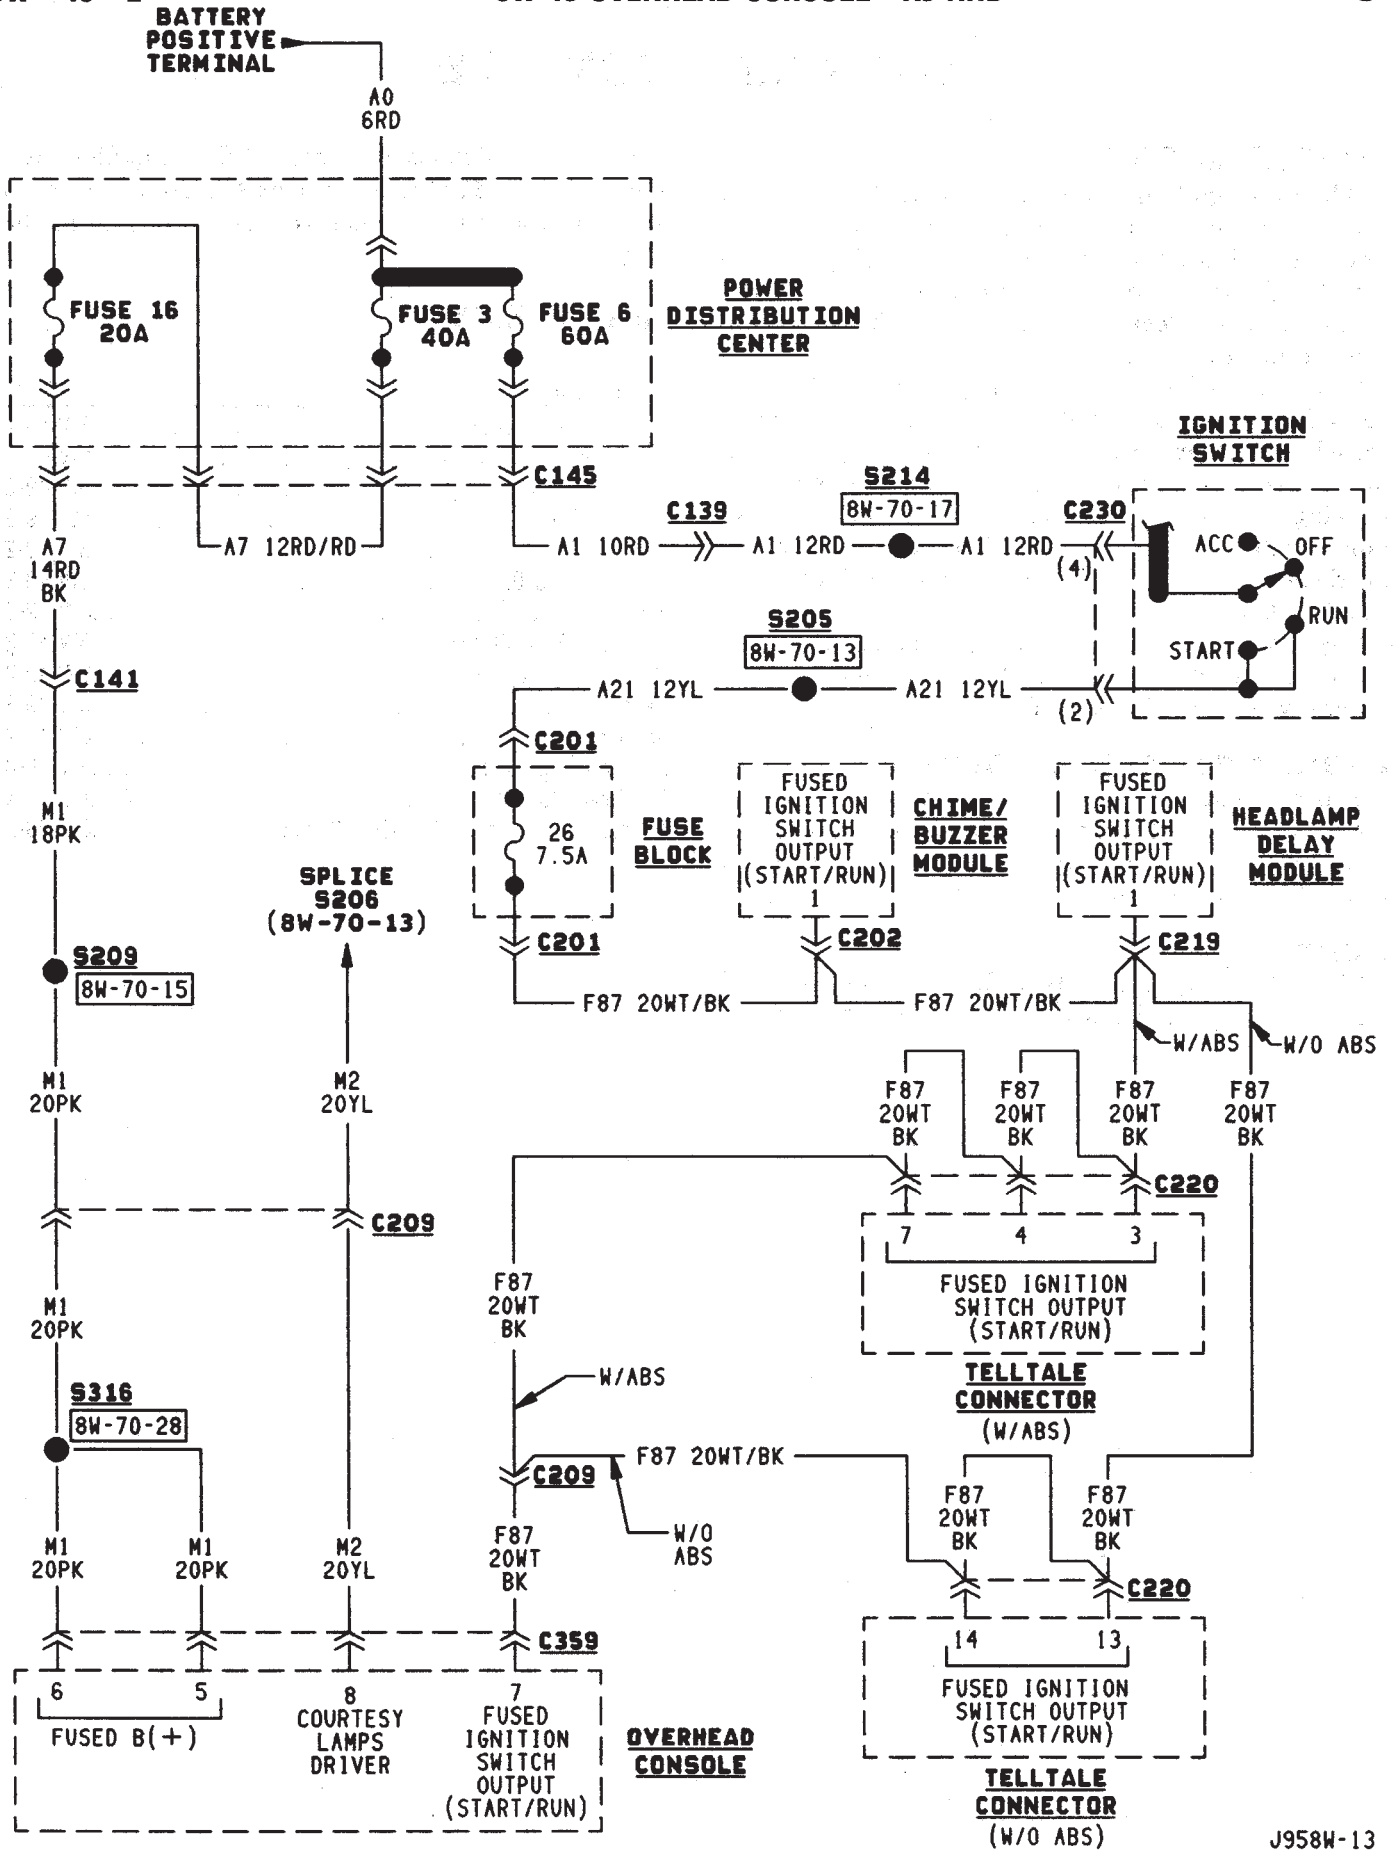 BATTERY
POSITIVE
TERMINAL
A0
6RD
FUSE 16
20A
FUSE 3
40A
FUSE 6
60A
POWER
DISTRIBUTION
CENTER
C145
A7
14RD
BK
A7 12RD/RD
A1 10RD
C139
A1 12RD
S214
8W-70-17
A1 12RD
C230
(4)
IGNITION
SWITCH
ACC
OFF
RUN
START
C141
S205
8W-70-13
A21 12YL
A21 12YL
(2)
C201
M1
18PK
26
7.5A
FUSE
BLOCK
FUSED
IGNITION
SWITCH
OUTPUT
(START/RUN)
1
CHIME/
BUZZER
MODULE
FUSED
IGNITION
SWITCH
OUTPUT
(START/RUN)
1
HEADLAMP
DELAY
MODULE
SPLICE
S206
(8W-70-13)
C201
C202
C219
S209
8W-70-15
F87 20WT/BK
F87 20WT/BK
W/ABS
W/O ABS
M1
20PK
M2
20YL
F87
20WT
BK
F87
20WT
BK
F87
20WT
BK
F87
20WT
BK
C220
C209
7
4
3
FUSED IGNITION
SWITCH OUTPUT
(START/RUN)
TELLTALE
CONNECTOR
(W/ABS)
M1
20PK
F87
20WT
BK
W/ABS
S316
8W-70-28
C209
F87 20WT/BK
W/O
ABS
F87
20WT
BK
F87
20WT
BK
C220
M1
20PK
M1
20PK
M2
20YL
F87
20WT
BK
C359
14
13
FUSED IGNITION
SWITCH OUTPUT
(START/RUN)
TELLTALE
CONNECTOR
(W/O ABS)
6
5
FUSED B(+)
8
COURTESY
LAMPS
DRIVER
7
FUSED
IGNITION
SWITCH
OUTPUT
(START/RUN)
OVERHEAD
CONSOLE
J958W-13